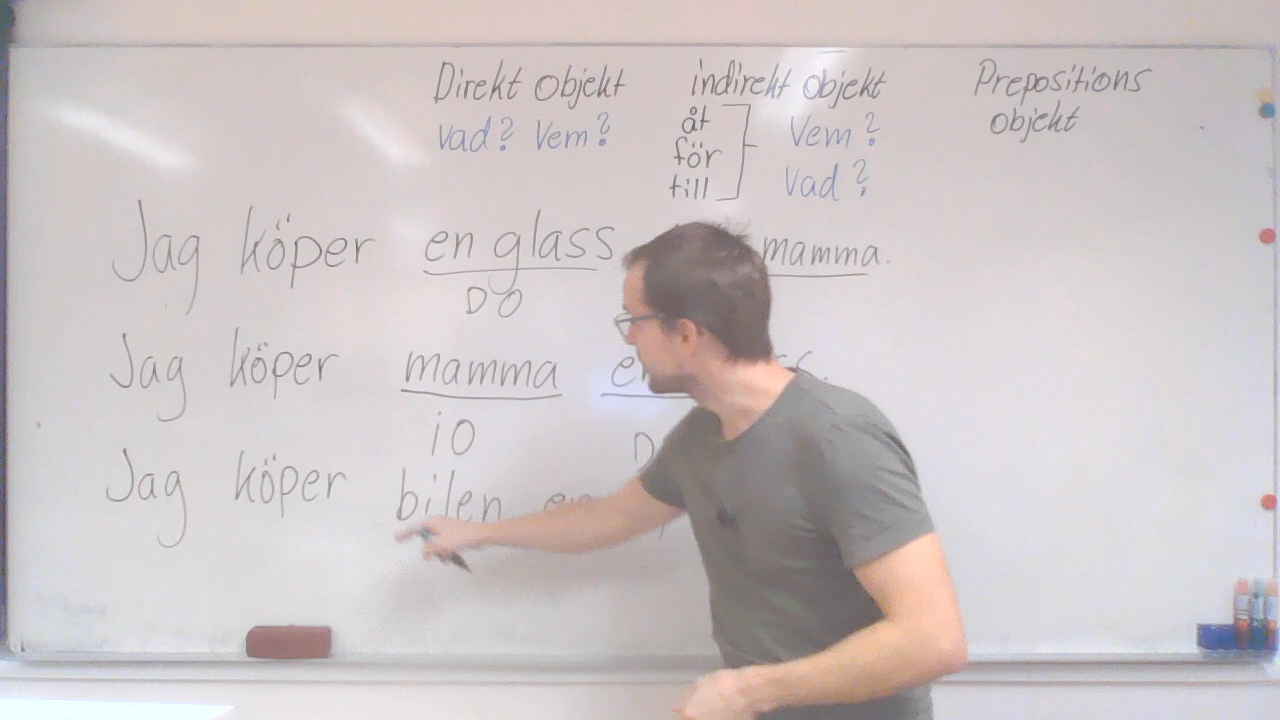 Direkt Objekt
indirekt objekt
Prepositions
objekt
Vad? Vem?
åt
för
till
Vem?
Vad?
Jag köper en glass mamma.
DO
Jag köper mamma
iO
Jag köper bilen